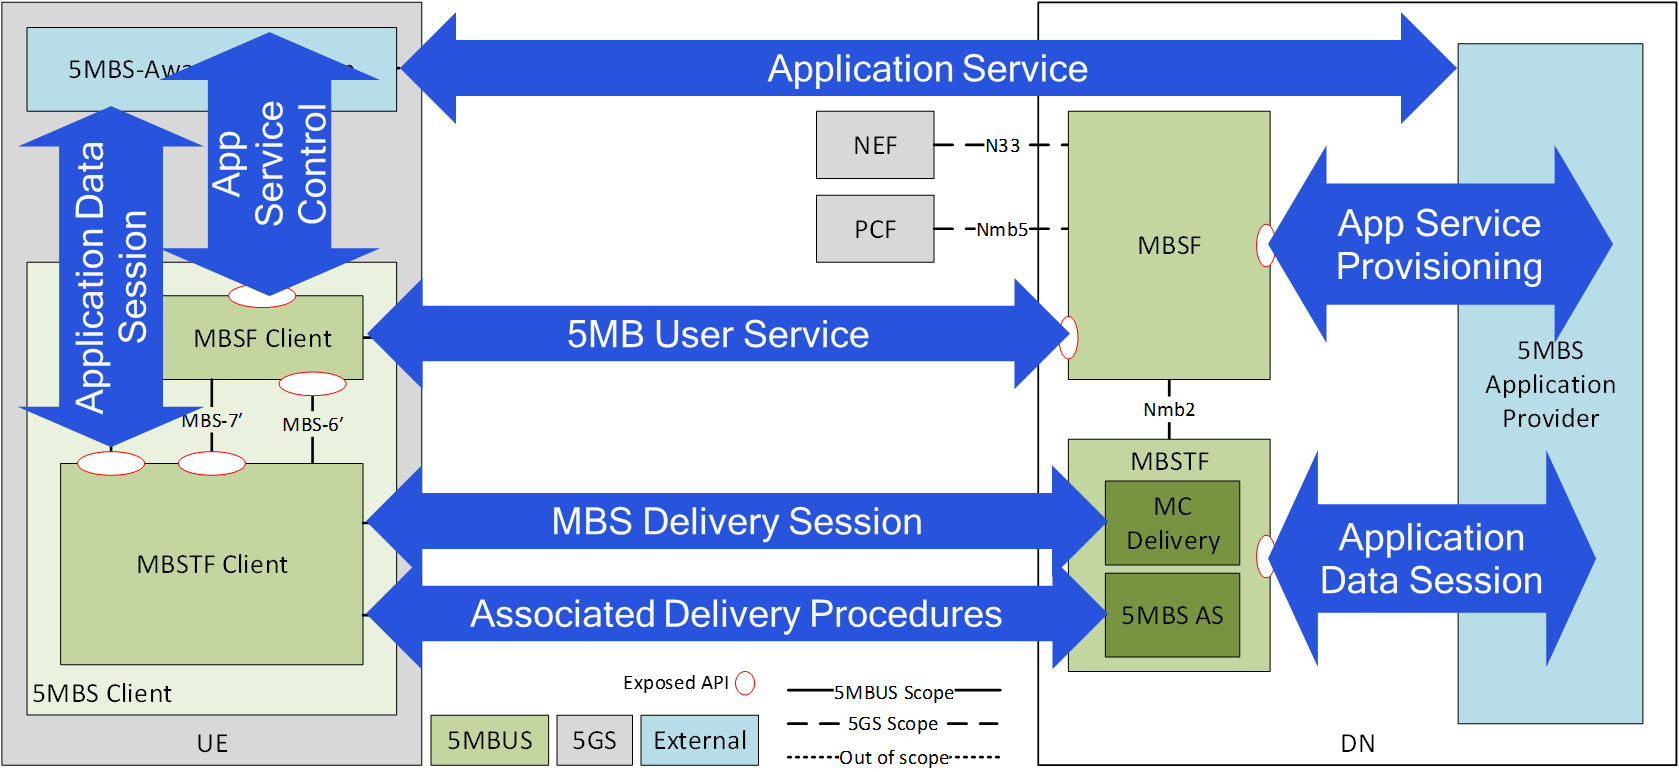 5MBS-Awa
Application Service
App
Service
Control
Application Data
Session
NEF
N33
PCF
Nmb5
MBSF
App Service
Provisioning
MBSF Client
5MB User Service
5MBS
Application
Provider
MBS-7’
MBS-6’
Nmb2
MBSTF
MBS Delivery Session
MC
Delivery
MBSTF Client
Application
Data Session
Associated Delivery Procedures
5MBS AS
5MBS Client
Exposed API
5MBUS Scope
5GS Scope
Out of scope
5MBUS
5GS
External
UE
DN